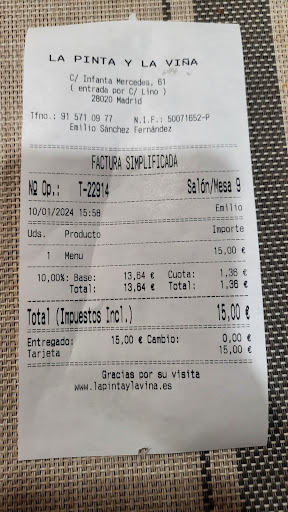 LA PINTA Y LA VIÑA
C/ Infanta Mercedes, 61
( entrada por C/ Lino )
28020 Madrid
Tfno.: 91 571 09 77 N.I.F.: 50071652-P
Emilio Sánchez Fernández
FACTURA SIMPLIFICADA
Nº Op.: T-22914 Salón/Mesa 9
10/01/2024 15:58 Emilio
Uds. Producto Importe
1 Menu 15,00 €
10,00%: Base: 13,64 € Cuota: 1,36 €
Total: 13,64 € Total: 1,36 €
Total (Impuestos Incl.) 15,00 €
Entregado: 15,00 € Cambio: 0,00 €
Tarjeta 15,00 €
Gracias por su visita
www.lapintaylavina.es